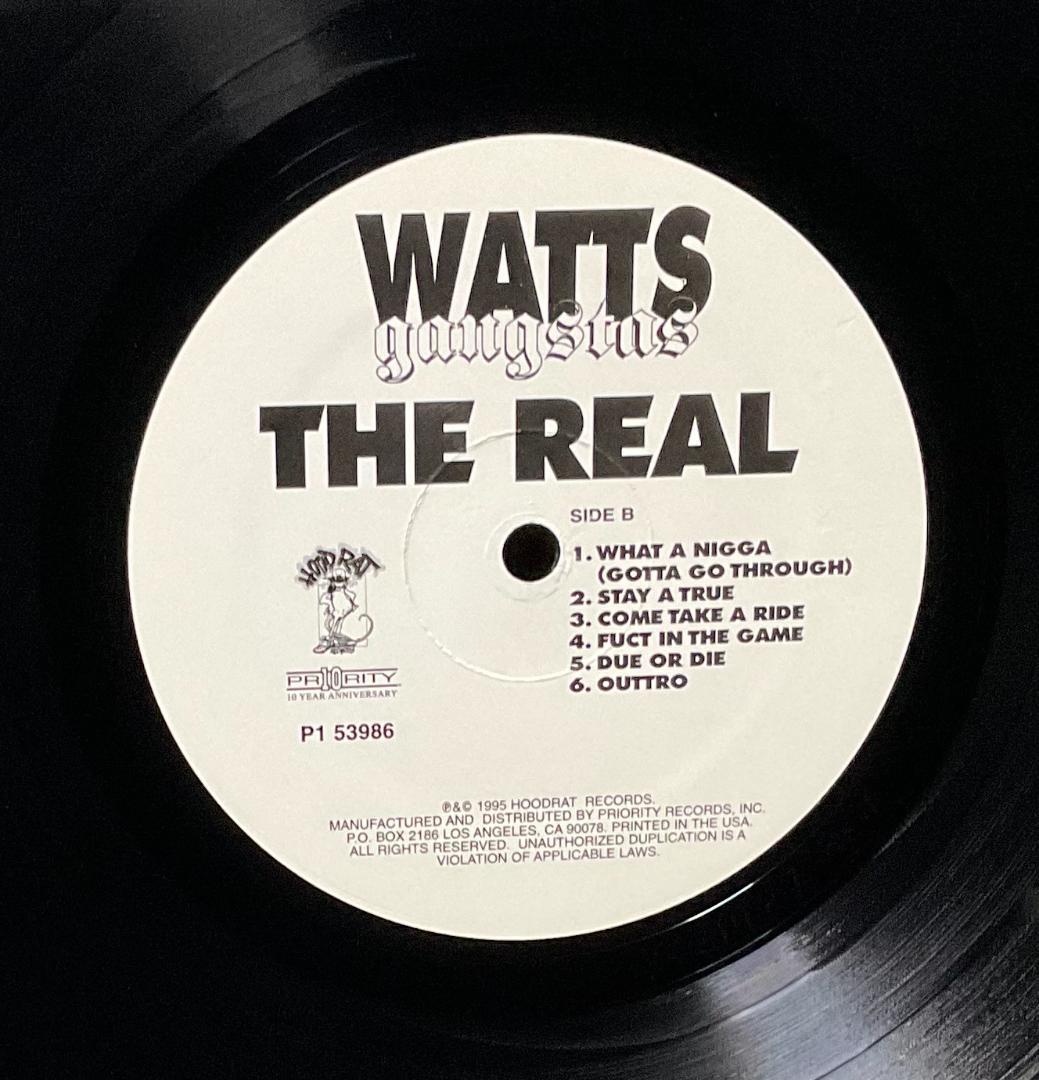 WATTS
gangstas
THE REAL
SIDE B
1. WHAT A NIGGA
(GOTTA GO THROUGH)
2. STAY A TRUE
3. COME TAKE A RIDE
4. FUCT IN THE GAME
5. DUE OR DIE
6. OUTTRO
HOOD RAT
PR10RITY
10 YEAR ANNIVERSARY
P1 53986
℗&© 1995 HOODRAT RECORDS.
MANUFACTURED AND DISTRIBUTED BY PRIORITY RECORDS, INC.
P.O. BOX 2186 LOS ANGELES, CA 90078. PRINTED IN THE USA.
ALL RIGHTS RESERVED. UNAUTHORIZED DUPLICATION IS A
VIOLATION OF APPLICABLE LAWS.